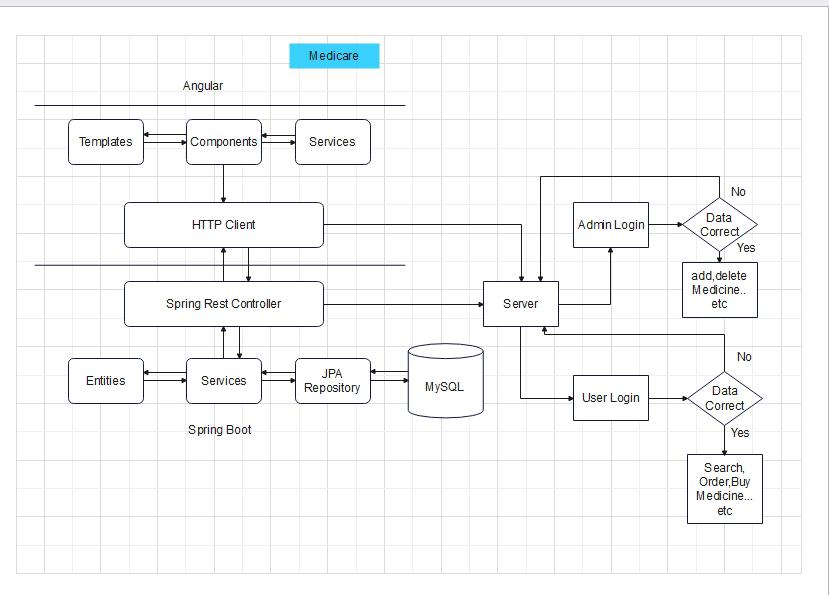 Medicare
Angular
Templates
Components
Services
HTTP Client
Spring Rest Controller
Entities
Services
JPA
Repository
MySQL
Spring Boot
Server
Admin Login
Data
Correct
No
Yes
add,delete
Medicine..
etc
User Login
Data
Correct
No
Yes
Search,
Order,Buy
Medicine...
etc